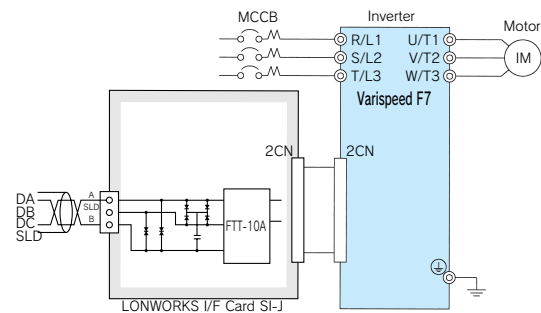 MCCB
Inverter
Motor
R/L1 U/T1
S/L2 V/T2
T/L3 W/T3
IM
Varispeed F7
2CN 2CN
DA
DB
DC
SLD
A
SLD
B
FTT-10A
LONWORKS I/F Card SI-J